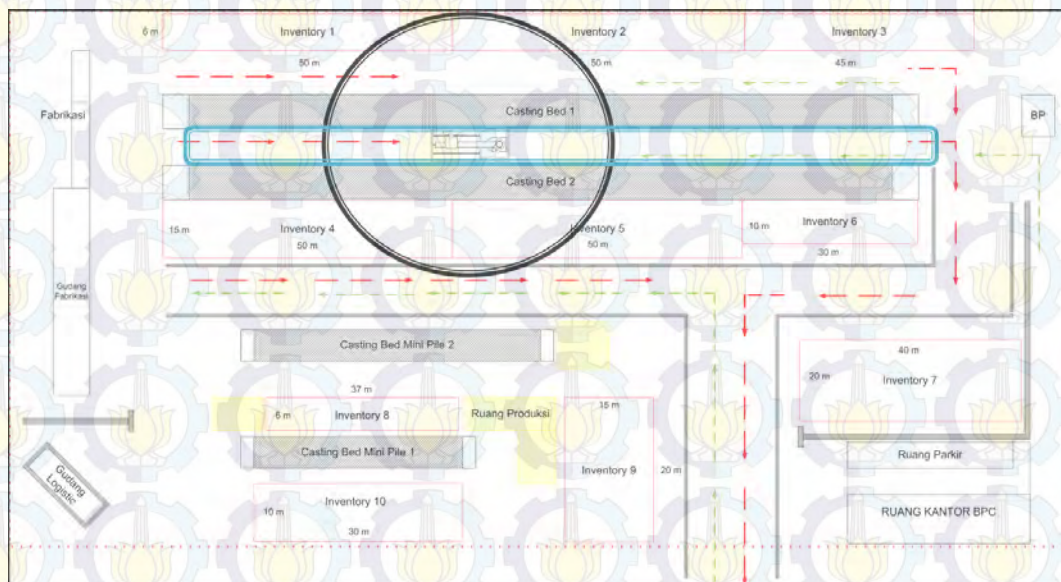 6 m
Inventory 1
Inventory 2
Inventory 3
50 m
50 m
45 m
Fabrikasi
Casting Bed 1
BP
Casting Bed 2
15 m
Inventory 4
50 m
Inventory 5
50 m
10 m
Inventory 6
30 m
Gudang
Fabrikasi
Casting Bed Mini Pile 2
40 m
20 m
Inventory 7
37 m
6 m
Inventory 8
Ruang Produksi
15 m
Casting Bed Mini Pile 1
Inventory 9
20 m
Ruang Parkir
Gudang
Logistic
Inventory 10
10 m
30 m
RUANG KANTOR BPC